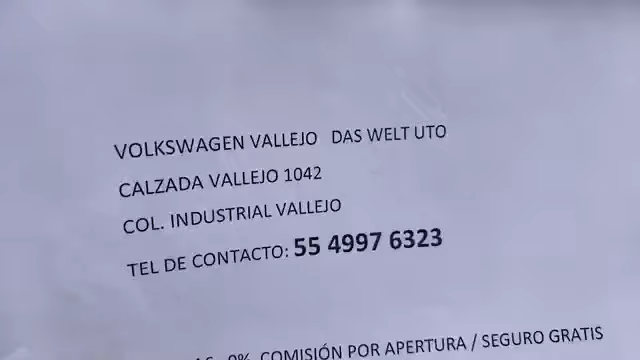 VOLKSWAGEN VALLEJO DAS WELT UTO
CALZADA VALLEJO 1042
COL. INDUSTRIAL VALLEJO
TEL DE CONTACTO: 55 4997 6323
0% COMISIÓN POR APERTURA / SEGURO GRATIS